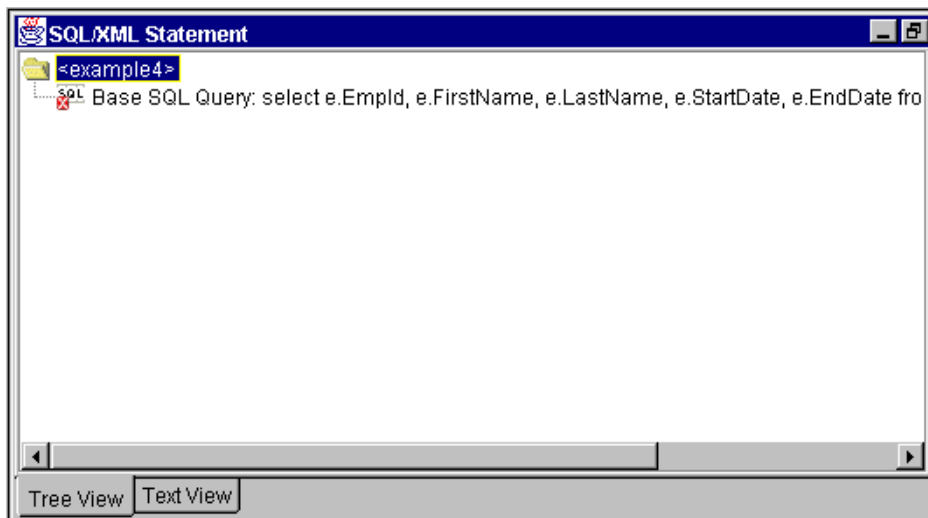 SQL/XML Statement
<example4>
SQL Base SQL Query: select e.EmpId, e.FirstName, e.LastName, e.StartDate, e.EndDate fro
Tree View Text View